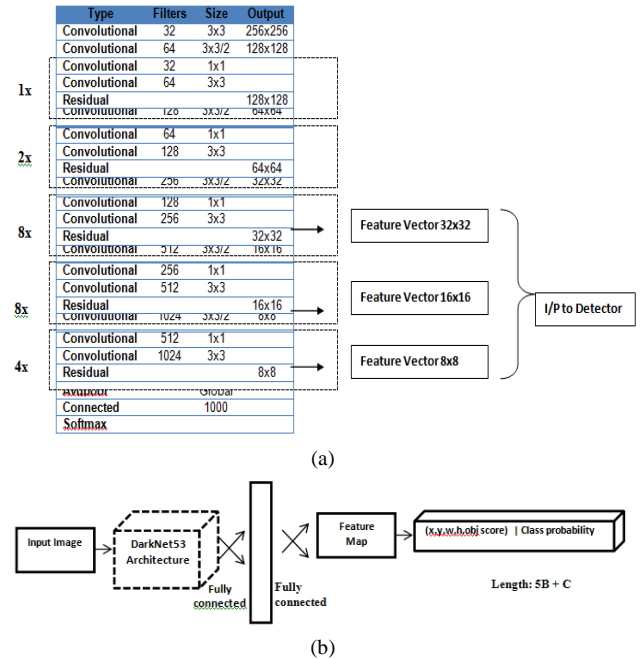 Type Filters Size Output
Convolutional 32 3x3 256x256
Convolutional 64 3x3/2 128x128
1x
Convolutional 32 1x1
Convolutional 64 3x3
Residual 128x128
Convolutional 128 3x3/2 64x64
2x
Convolutional 64 1x1
Convolutional 128 3x3
Residual 64x64
Convolutional 256 3x3/2 32x32
8x
Convolutional 128 1x1
Convolutional 256 3x3
Residual 32x32
Convolutional 512 3x3/2 16x16
Feature Vector 32x32
8x
Convolutional 256 1x1
Convolutional 512 3x3
Residual 16x16
Convolutional 1024 3x3/2 8x8
Feature Vector 16x16
I/P to Detector
4x
Convolutional 512 1x1
Convolutional 1024 3x3
Residual 8x8
Feature Vector 8x8
Avgpool Global
Connected 1000
Softmax
(a)
Input Image
DarkNet53
Architecture
Fully
connected
Fully
connected
Feature
Map
(x,y,w,h,obj score) | Class probability
Length: 5B + C
(b)